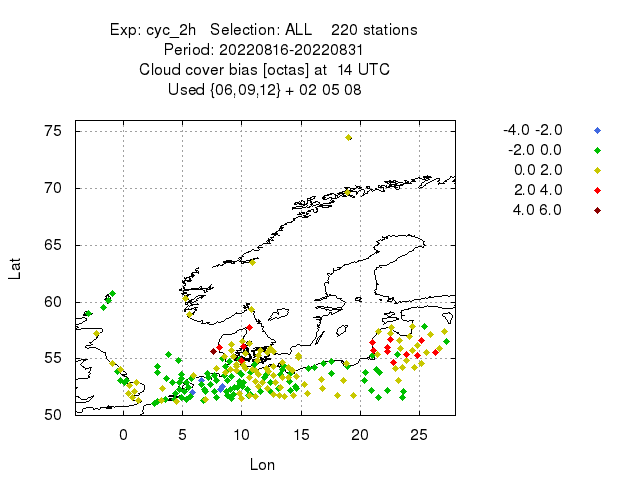 Exp: cyc_2h Selection: ALL 220 stations
Period: 20220816-20220831
Cloud cover bias [octas] at 14 UTC
Used {06,09,12} + 02 05 08
-4.0 -2.0
-2.0 0.0
0.0 2.0
2.0 4.0
4.0 6.0
75
70
65
60
55
50
Lat
0 5 10 15 20 25
Lon